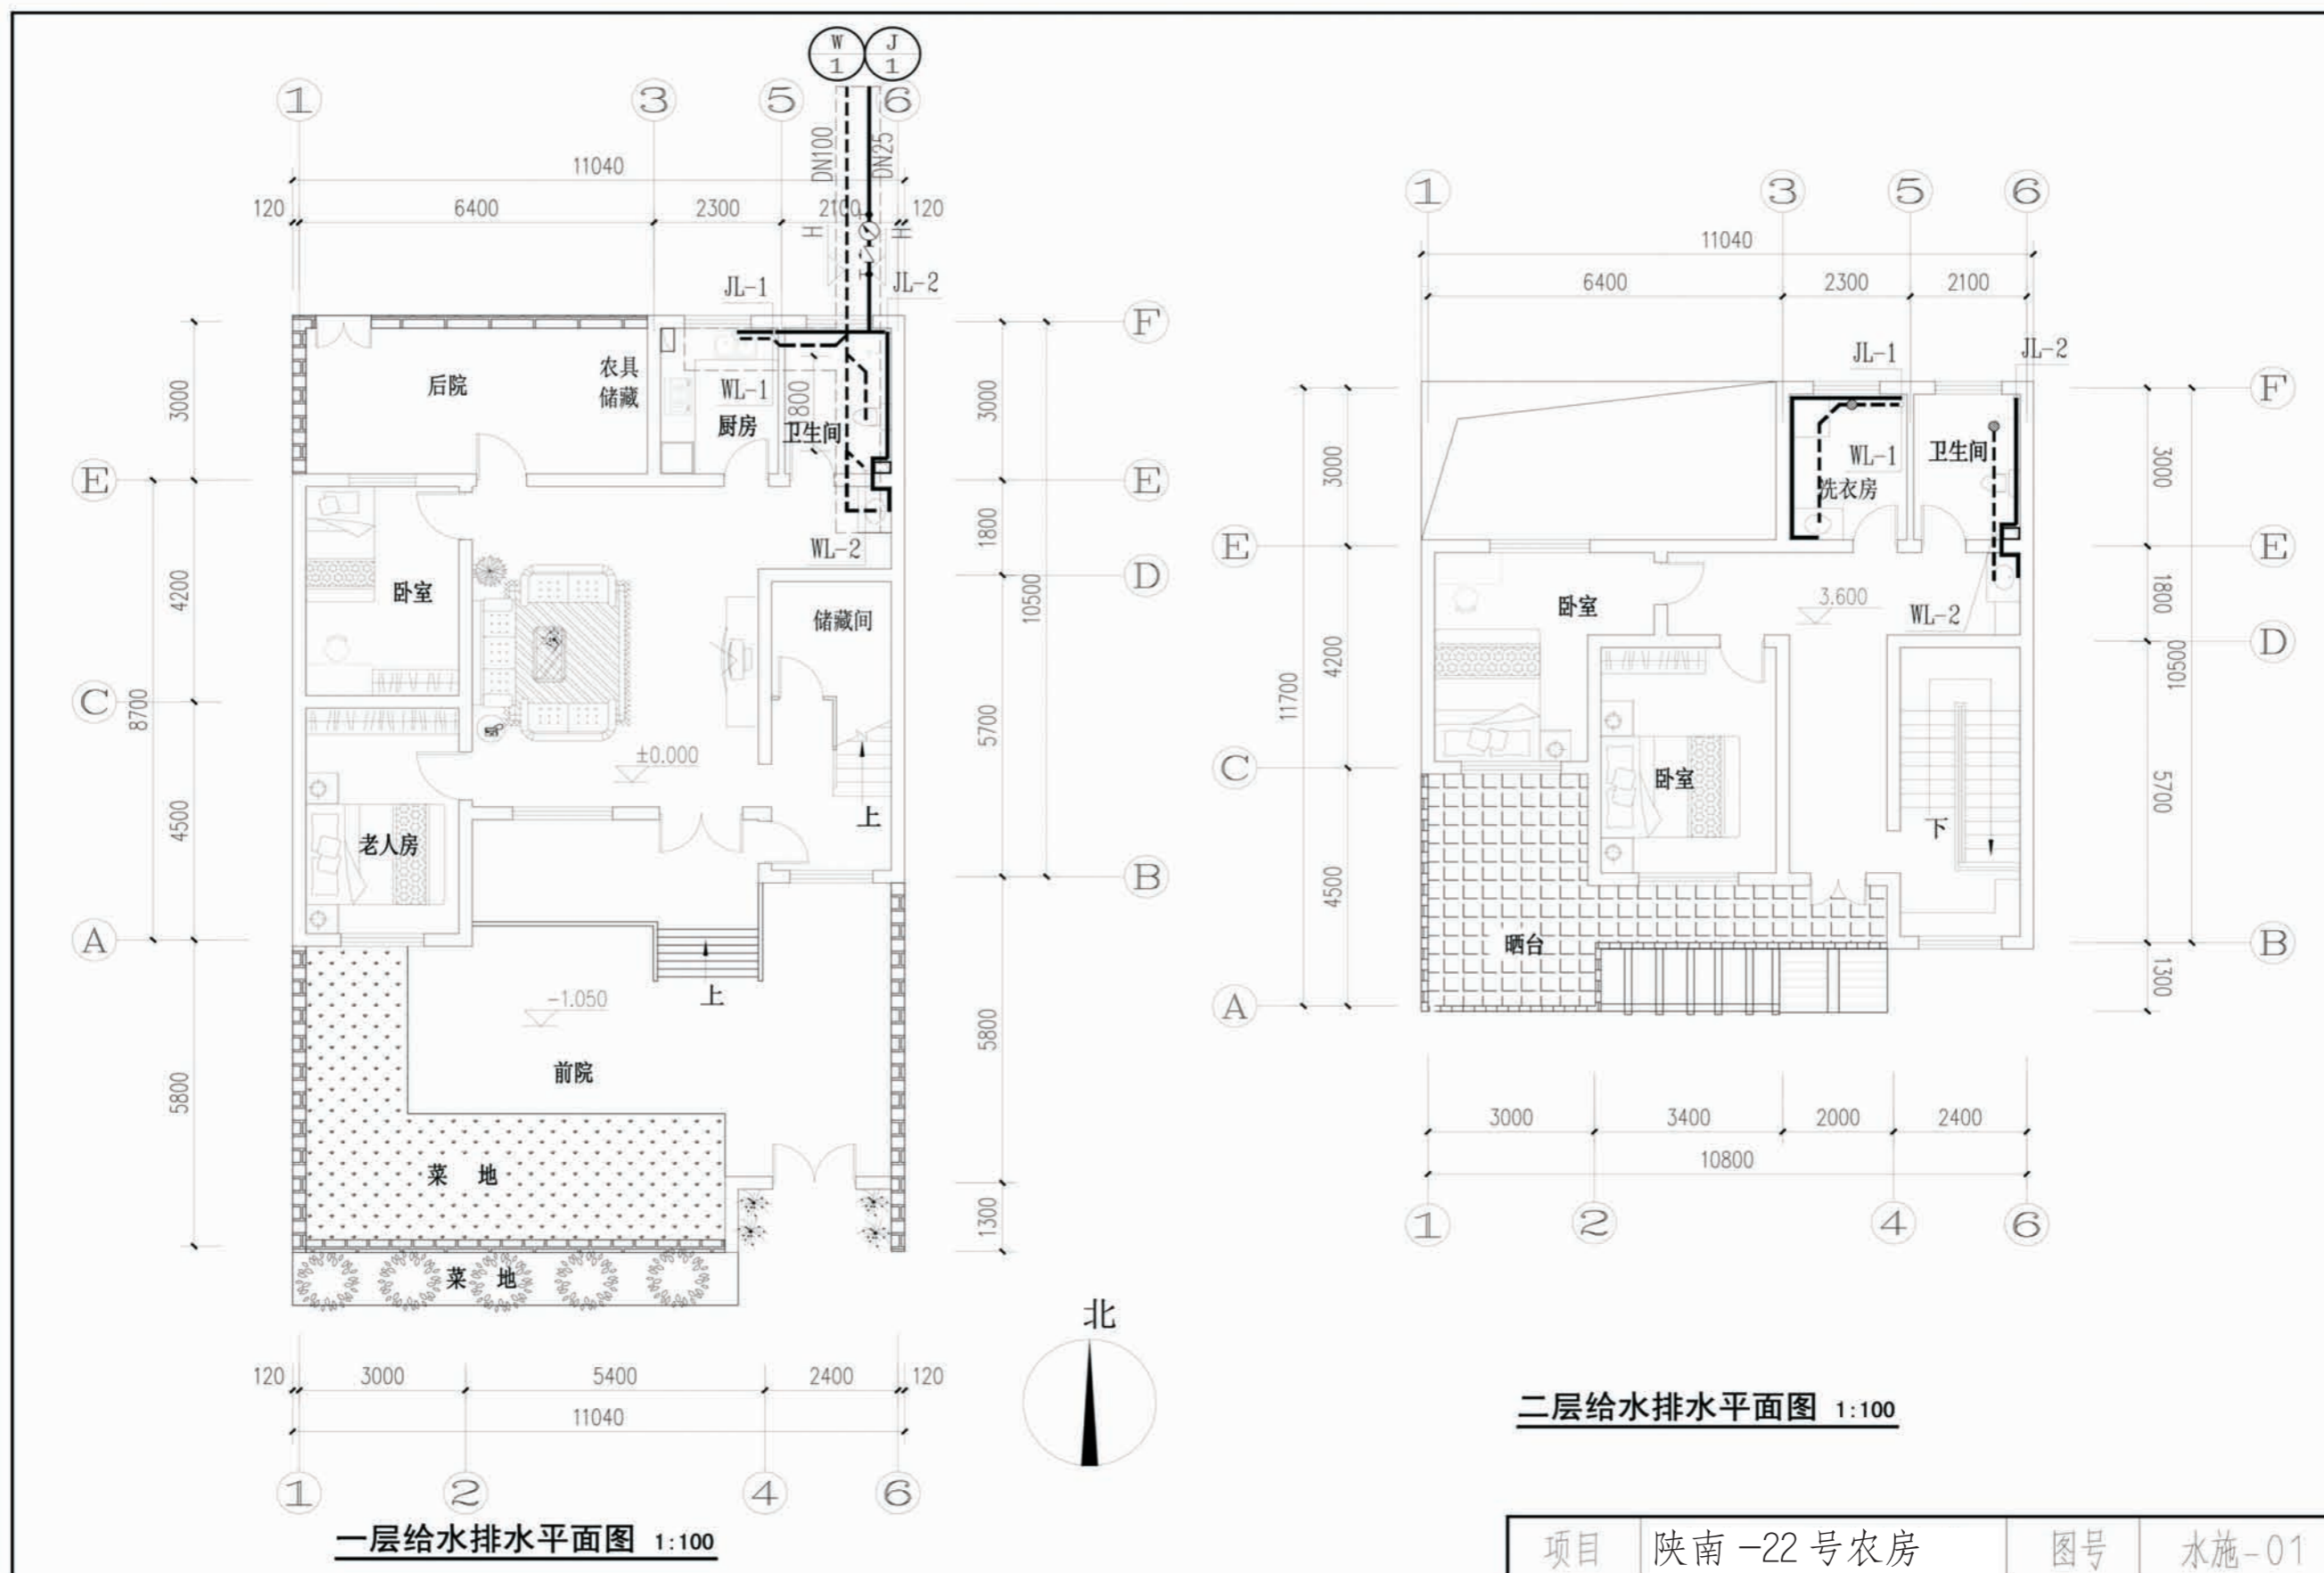 W J
1 1
1 3 5 6
DN100 DN25
11040
120 6400 2300 2100 120
H H
JL-1 JL-2
F
3000
后院
农具
储藏
WL-1
厨房
800
卫生间
3000
E E
1800
WL-2
D
卧室
4200
储藏间
10500
C
8700
±0.000
5700
4500
老人房
上
B
A
上
-1.050
前院
5800
5800
菜 地
1300
菜 地
120 3000 5400 2400 120
11040
1 2 4 6
一层给水排水平面图 1:100
北
1 3 5 6
11040
6400 2300 2100
JL-1 JL-2
F
3000
WL-1
卫生间
洗衣房
3000
E E
卧室
3.600
WL-2
1800
D
4200
11700
10500
C
卧室
5700
4500
下
晒台
B
1300
A
3000 3400 2000 2400
10800
1 2 4 6
二层给水排水平面图 1:100
项目 陕南-22号农房 图号 水施-01